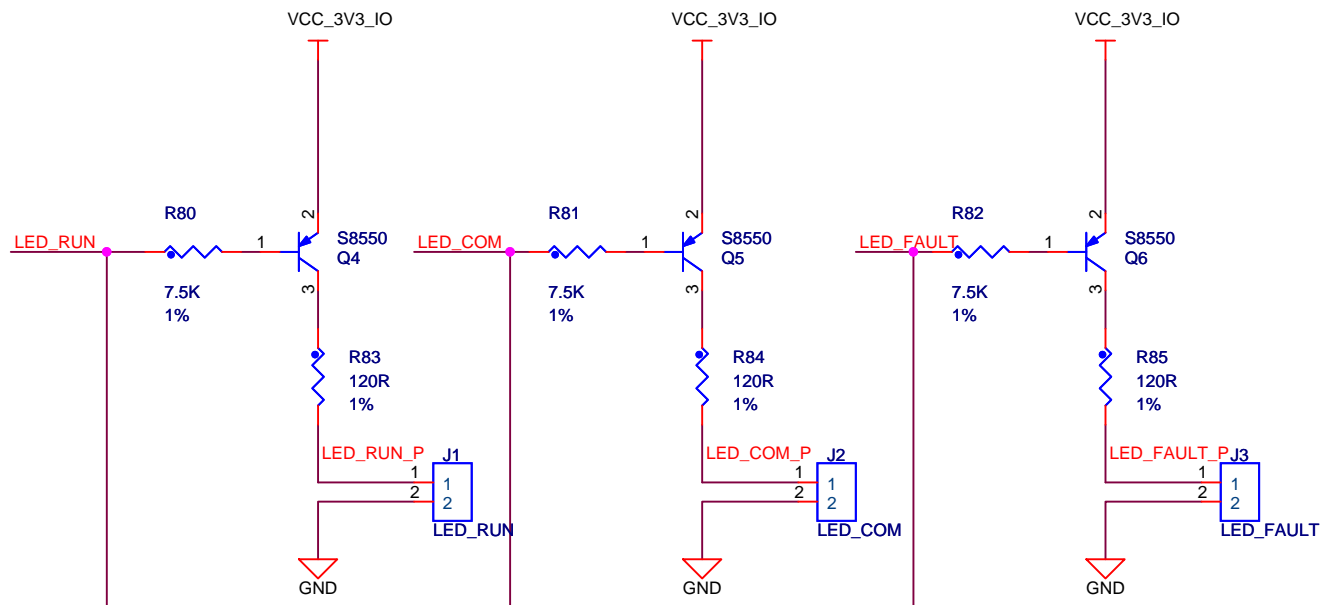 VCC_3V3_IO
VCC_3V3_IO
VCC_3V3_IO
R80
2
R81
2
R82
2
LED_RUN
1
S8550
Q4
LED_COM
1
S8550
Q5
LED_FAULT
1
S8550
Q6
7.5K
1%
3
7.5K
1%
3
7.5K
1%
3
R83
120R
1%
R84
120R
1%
R85
120R
1%
LED_RUN_P
J1
LED_COM_P
J2
LED_FAULT_P
J3
1
1
1
1
1
1
2
2
2
2
2
2
LED_RUN
LED_COM
LED_FAULT
GND
GND
GND